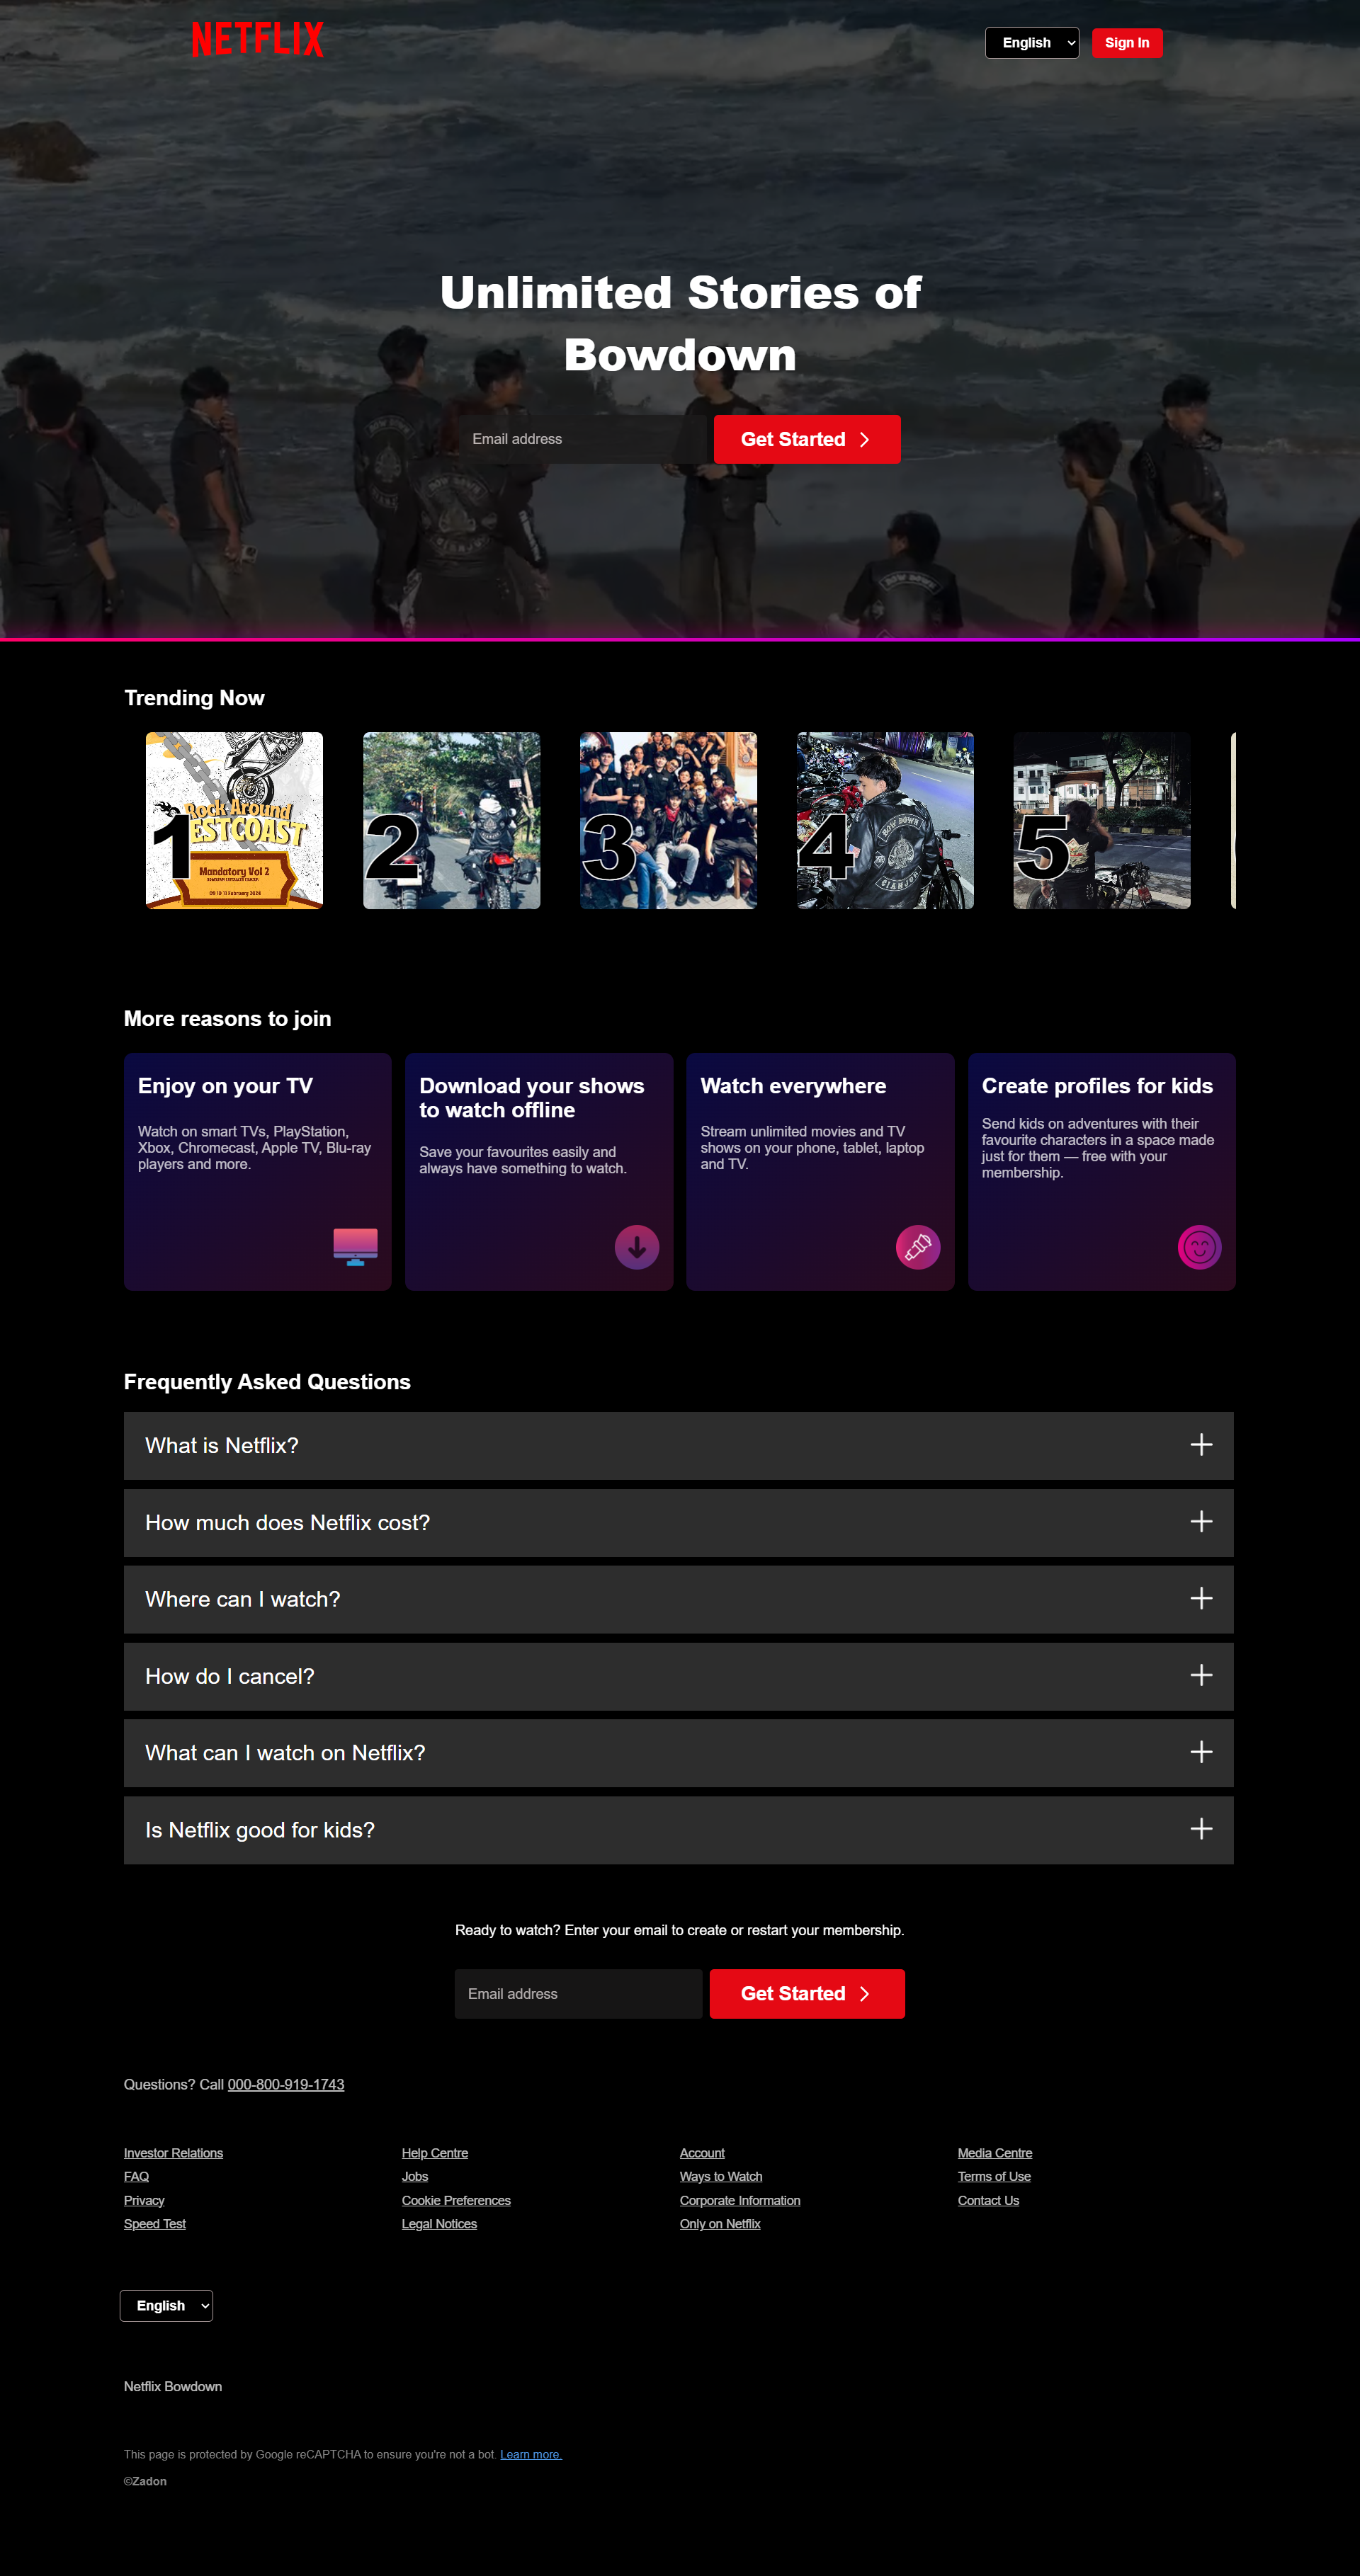 NETFLIX
English
Sign In
Unlimited Stories of
Bowdown
Email address
Get Started
Trending Now
Rock Around
ESTCOAST
Mandatory Vol 2
09 10 11 February 2024
1
2
3
4
BOW DOWN
CIANJUR
5
More reasons to join
Enjoy on your TV
Watch on smart TVs, PlayStation,
Xbox, Chromecast, Apple TV, Blu-ray
players and more.
Download your shows
to watch offline
Save your favourites easily and
always have something to watch.
Watch everywhere
Stream unlimited movies and TV
shows on your phone, tablet, laptop
and TV.
Create profiles for kids
Send kids on adventures with their
favourite characters in a space made
just for them — free with your
membership.
Frequently Asked Questions
What is Netflix?
How much does Netflix cost?
Where can I watch?
How do I cancel?
What can I watch on Netflix?
Is Netflix good for kids?
Ready to watch? Enter your email to create or restart your membership.
Email address
Get Started
Questions? Call 000-800-919-1743
Investor Relations
Help Centre
Account
Media Centre
FAQ
Jobs
Ways to Watch
Terms of Use
Privacy
Cookie Preferences
Corporate Information
Contact Us
Speed Test
Legal Notices
Only on Netflix
English
Netflix Bowdown
This page is protected by Google reCAPTCHA to ensure you're not a bot. Learn more.
©Zadon